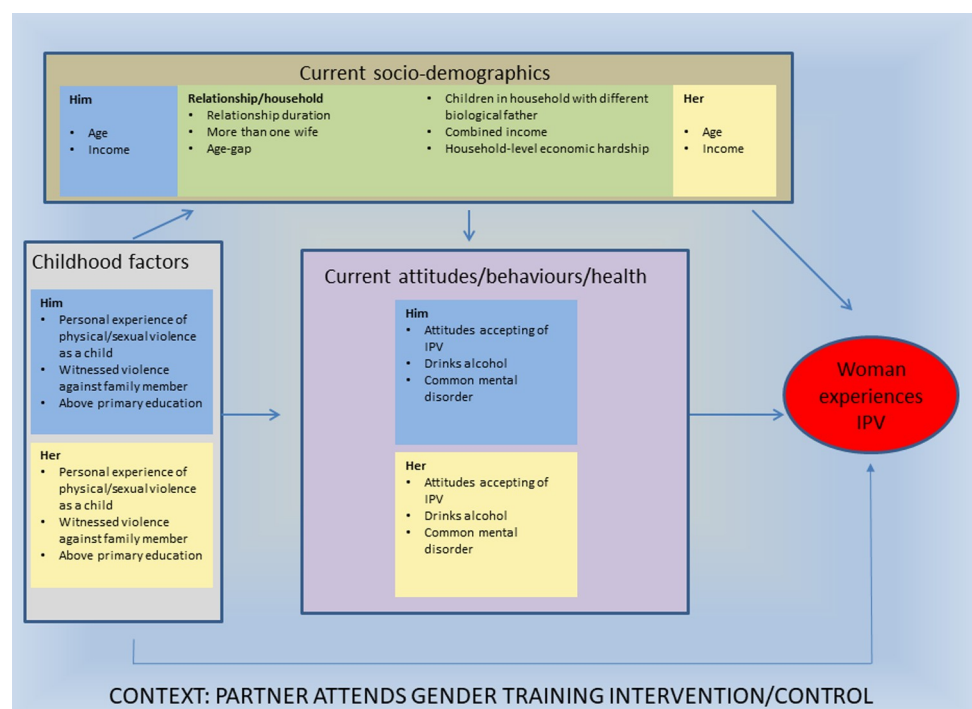 Current socio-demographics
Him
• Age
• Income
Relationship/household
• Relationship duration
• More than one wife
• Age-gap
• Children in household with different
biological father
• Combined income
• Household-level economic hardship
Her
• Age
• Income
Childhood factors
Him
• Personal experience of
physical/sexual violence
as a child
• Witnessed violence
against family member
• Above primary education
Her
• Personal experience of
physical/sexual violence
as a child
• Witnessed violence
against family member
• Above primary education
Current attitudes/behaviours/health
Him
• Attitudes accepting of
IPV
• Drinks alcohol
• Common mental
disorder
Her
• Attitudes accepting of
IPV
• Drinks alcohol
• Common mental
disorder
Woman
experiences
IPV
CONTEXT: PARTNER ATTENDS GENDER TRAINING INTERVENTION/CONTROL